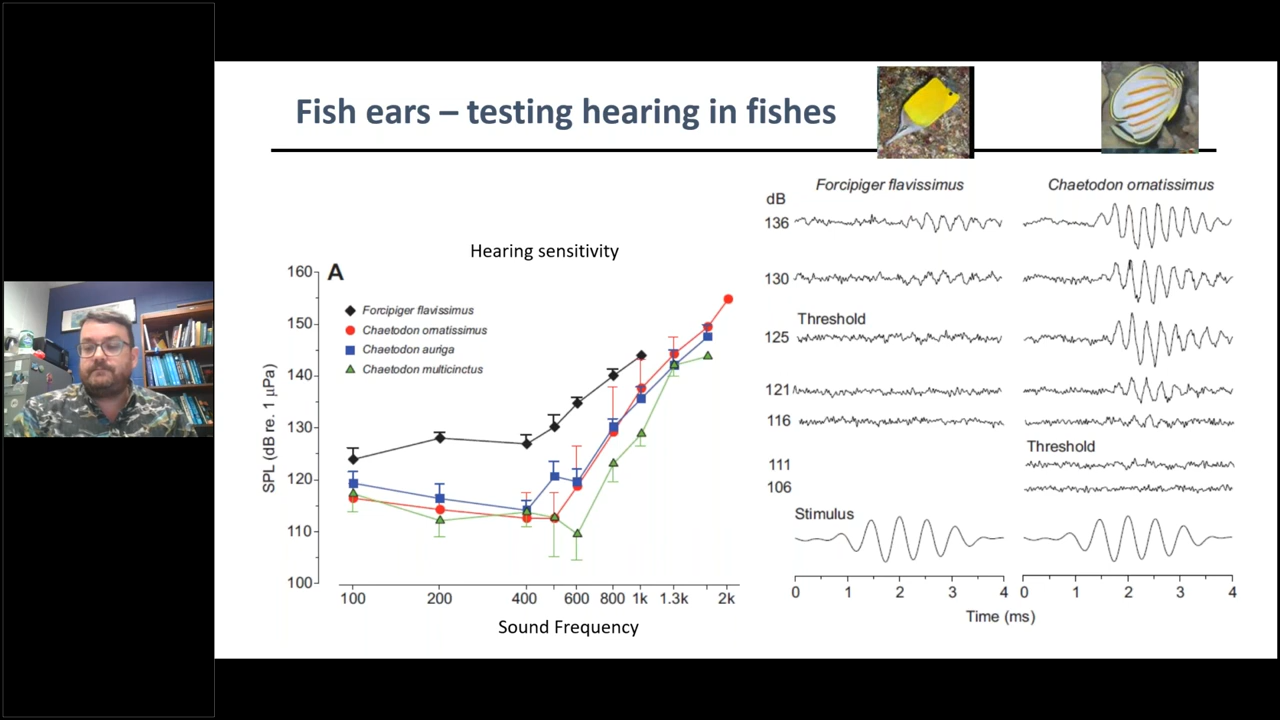 Fish ears – testing hearing in fishes
Hearing sensitivity
A
Forcipiger flavissimus
Chaetodon ornatissimus
Chaetodon auriga
Chaetodon multicinctus
SPL (dB re. 1 μPa)
160
150
140
130
120
110
100
100 200 400 600 800 1k 1.3k 2k
Sound Frequency
Forcipiger flavissimus
Chaetodon ornatissimus
dB
136
130
Threshold
125
121
116
Threshold
111
106
Stimulus
0 1 2 3 4
0 1 2 3 4
Time (ms)